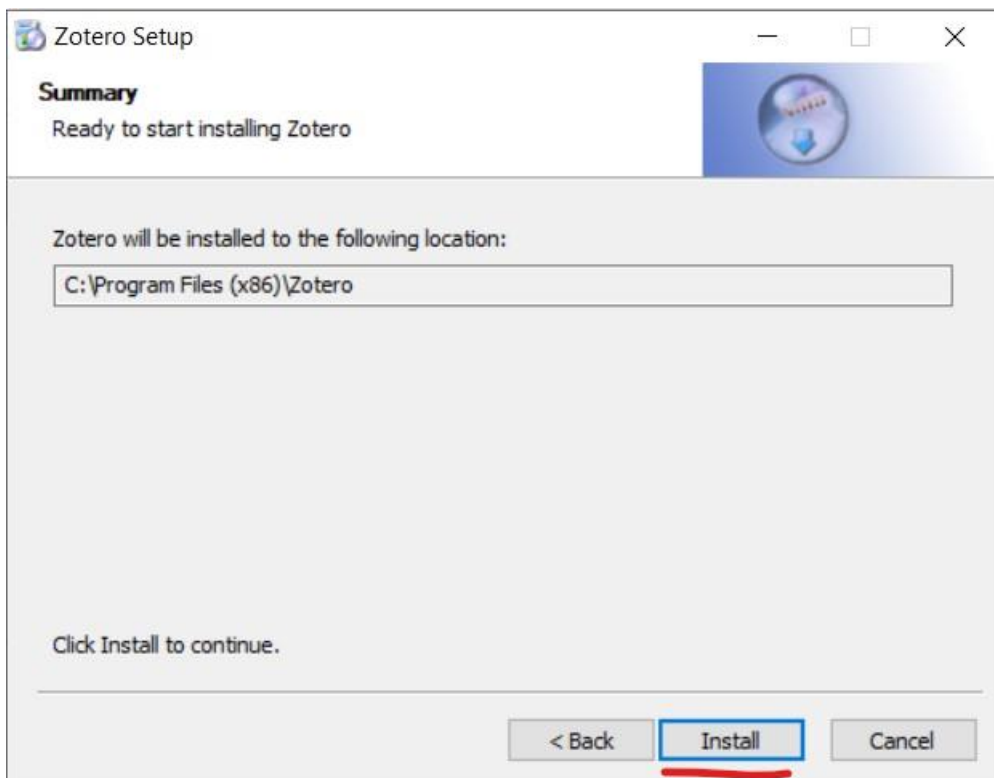 Zotero Setup
Summary
Ready to start installing Zotero
Zotero will be installed to the following location:
C:\Program Files (x86)\Zotero
Click Install to continue.
< Back Install Cancel